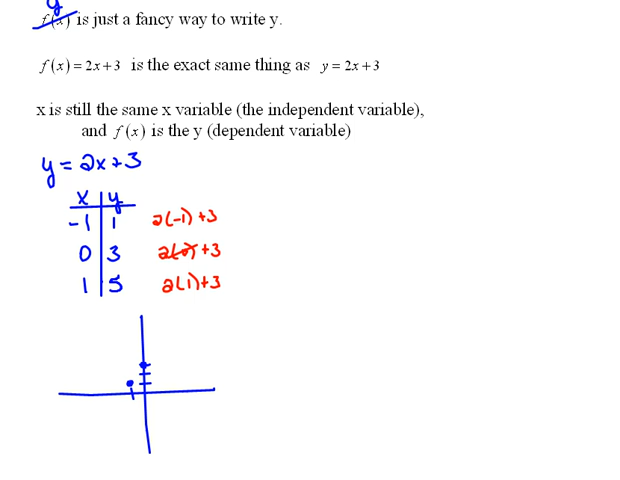 y
f(x) is just a fancy way to write y.
f(x) = 2x + 3 is the exact same thing as y = 2x + 3
x is still the same x variable (the independent variable),
and f(x) is the y (dependent variable)
y = 2x + 3
x | y
-1 | 1 2(-1) + 3
0 | 3 2(0) + 3
1 | 5 2(1) + 3